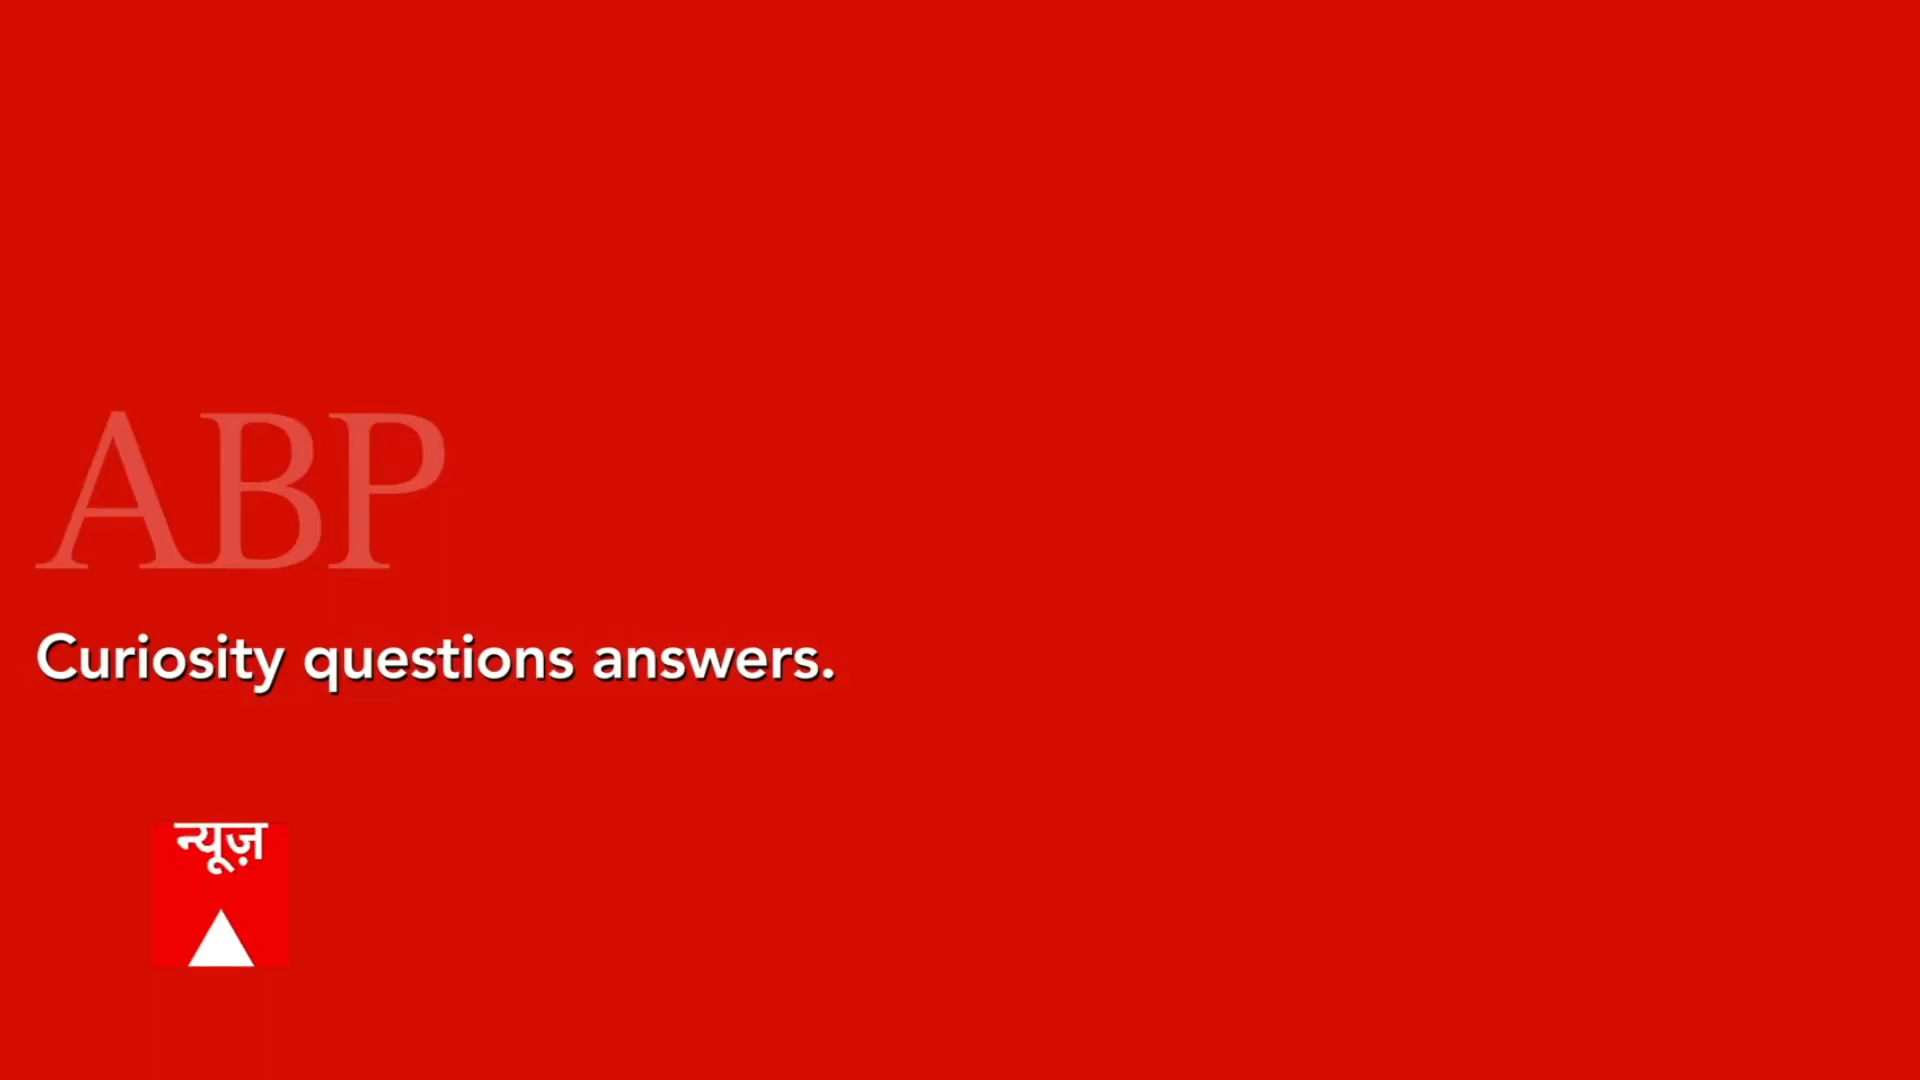 ABP
Curiosity questions answers.
न्यूज़